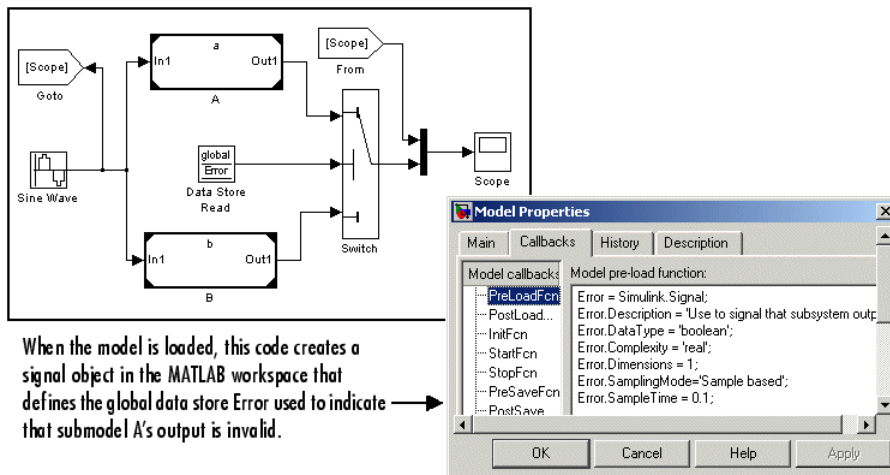 [Scope]
Goto
Sine Wave
a
In1
Out1
A
global
Error
Data Store
Read
b
In1
Out1
B
[Scope]
From
Switch
Scope
When the model is loaded, this code creates a
signal object in the MATLAB workspace that
defines the global data store Error used to indicate
that submodel A's output is invalid.
Model Properties
Main
Callbacks
History
Description
Model callbacks
PreLoadFcn
PostLoad...
InitFcn
StartFcn
StopFcn
PreSaveFcn
PostSave
Model pre-load function:
Error = Simulink.Signal;
Error.Description = 'Use to signal that subsystem outp
Error.DataType = 'boolean';
Error.Complexity = 'real';
Error.Dimensions = 1;
Error.SamplingMode='Sample based';
Error.SampleTime = 0.1;
OK
Cancel
Help
Apply